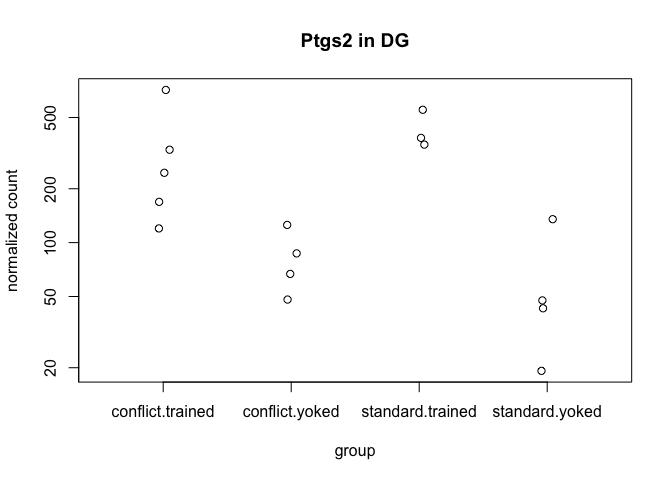 Ptgs2 in DG
normalized count
500
200
100
50
20
conflict.trained
conflict.yoked
standard.trained
standard.yoked
group